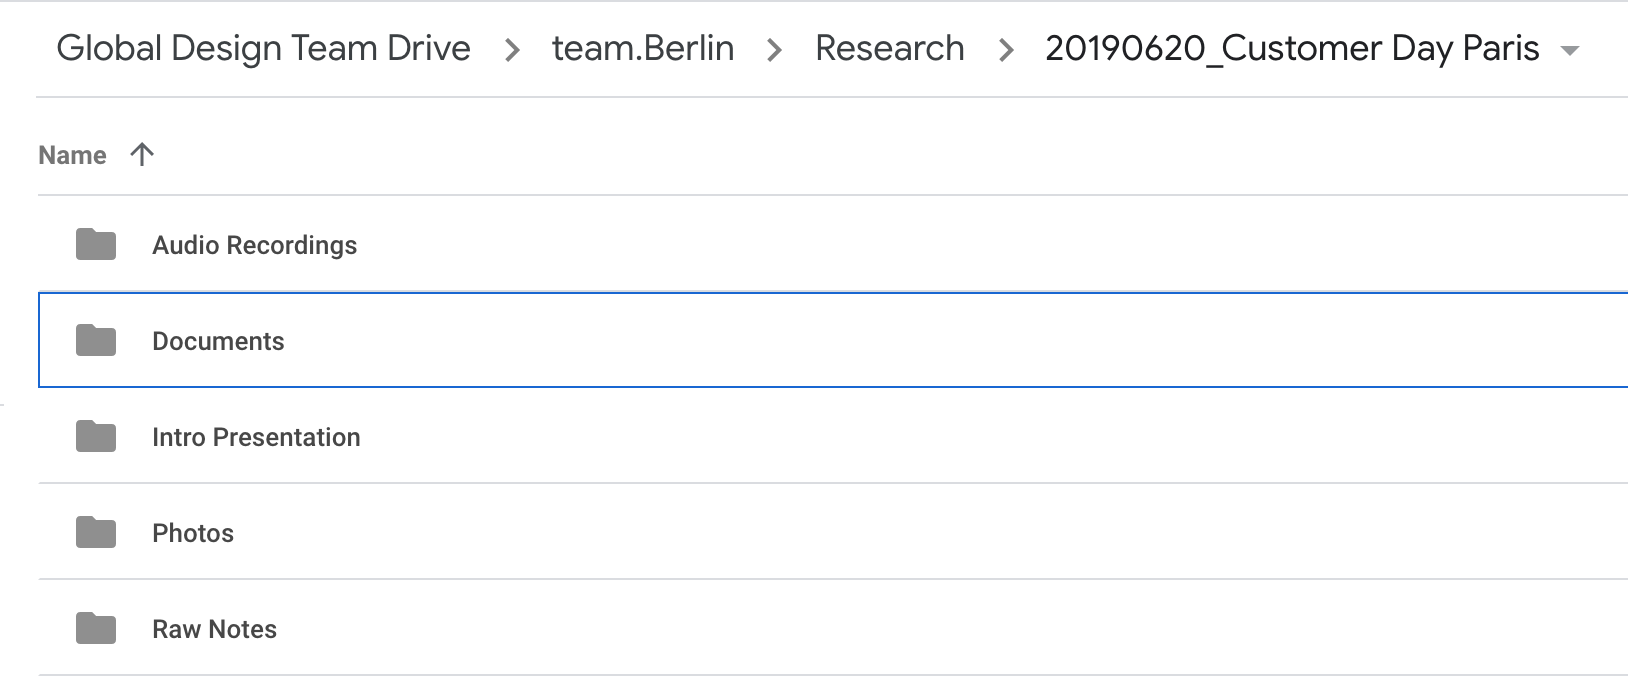 Global Design Team Drive > team.Berlin > Research > 20190620_Customer Day Paris
Name
Audio Recordings
Documents
Intro Presentation
Photos
Raw Notes